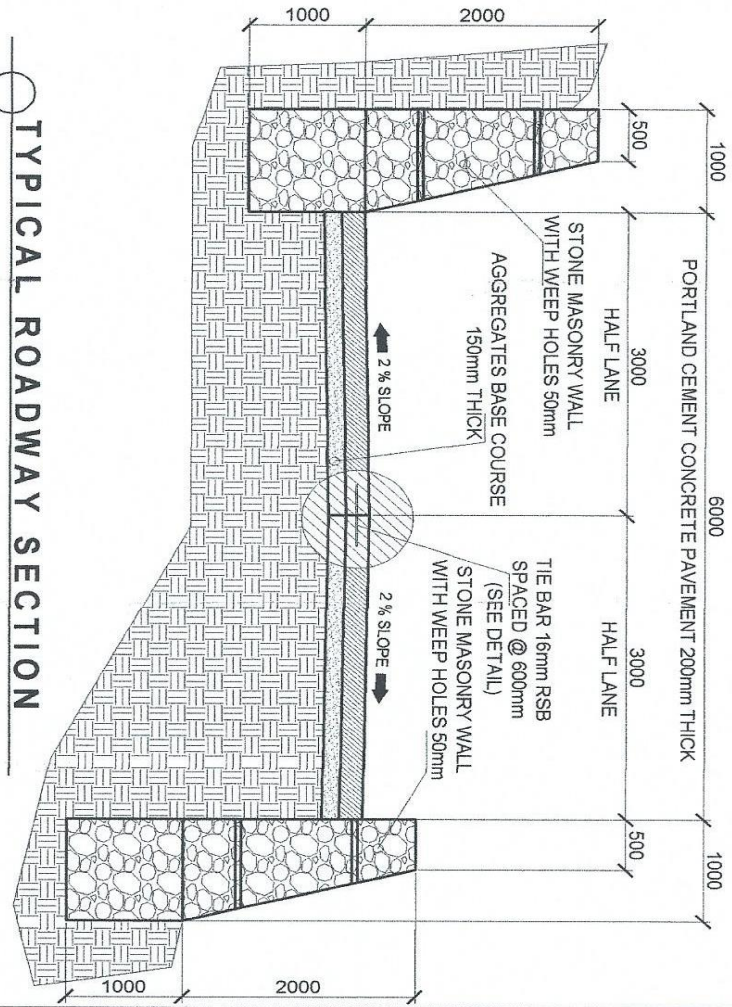 1000
6000
1000
PORTLAND CEMENT CONCRETE PAVEMENT 200mm THICK
500
3000
3000
500
HALF LANE
HALF LANE
2000
1000
STONE MASONRY WALL
WITH WEEP HOLES 50mm
AGGREGATES BASE COURSE
150mm THICK
2 % SLOPE
TIE BAR 16mm RSB
SPACED @ 600mm
(SEE DETAIL)
STONE MASONRY WALL
WITH WEEP HOLES 50mm
2 % SLOPE
2000
1000
TYPICAL ROADWAY SECTION